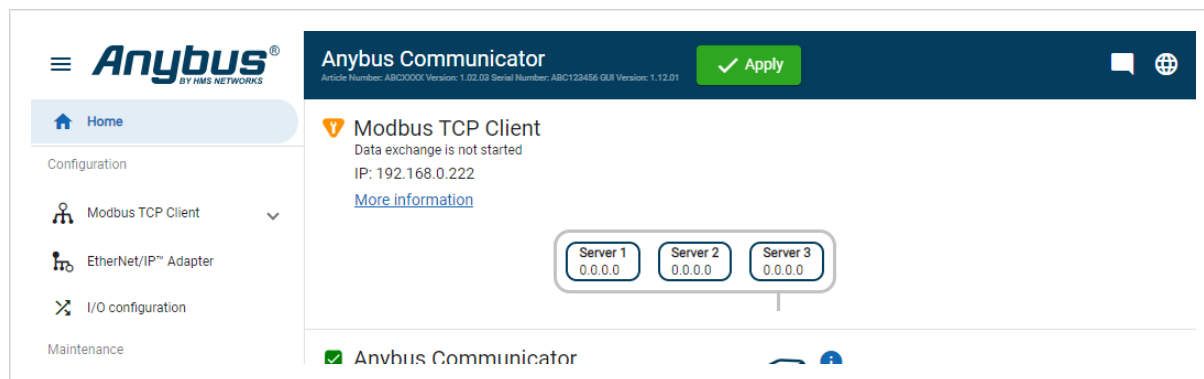 Anybus®
BY HMS NETWORKS
Home
Configuration
Modbus TCP Client
EtherNet/IP™ Adapter
I/O configuration
Maintenance
Anybus Communicator
Article Number: ABCXXXX Version: 1.02.03 Serial Number: ABC123456 GUI Version: 1.12.01
Apply
Modbus TCP Client
Data exchange is not started
IP: 192.168.0.222
More information
Server 1
0.0.0.0
Server 2
0.0.0.0
Server 3
0.0.0.0
Anybus Communicator